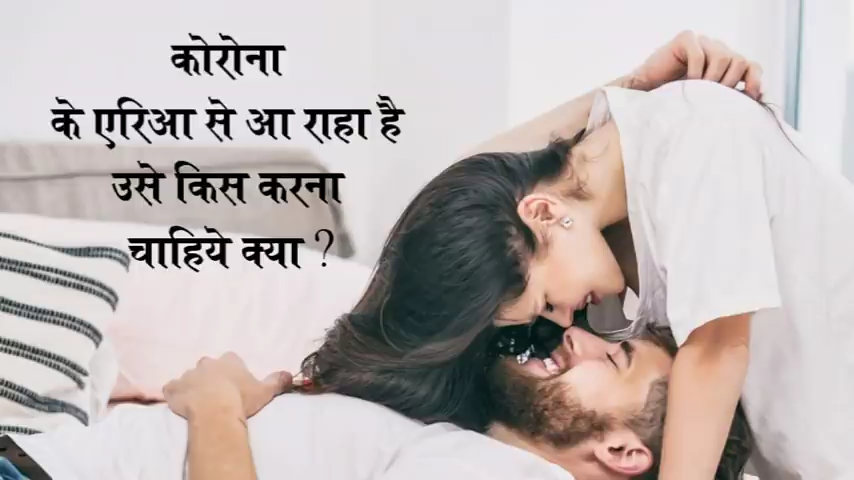 कोरोना
के एरिआ से आ राहा है
उसे किस करना
चाहिये क्या ?